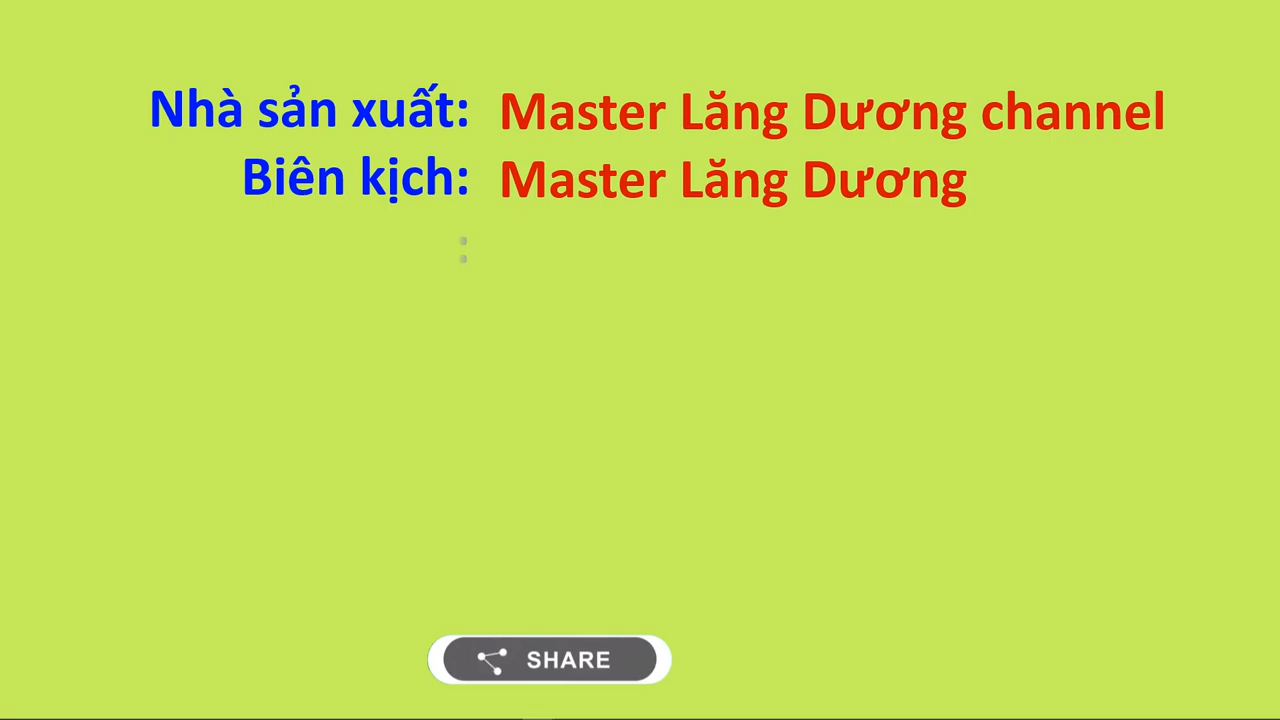 Nhà sản xuất: Master Lăng Dương channel
Biên kịch: Master Lăng Dương
:
SHARE